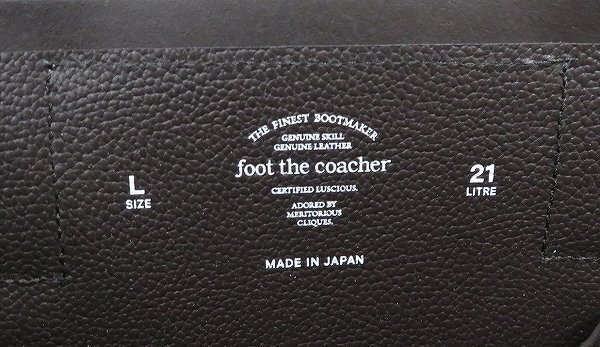 THE FINEST BOOTMAKER
GENUINE SKILL
GENUINE LEATHER
foot the coacher
CERTIFIED LUSCIOUS.
ADORED BY
MERITORIOUS
CLIQUES.
L
SIZE
21
LITRE
MADE IN JAPAN